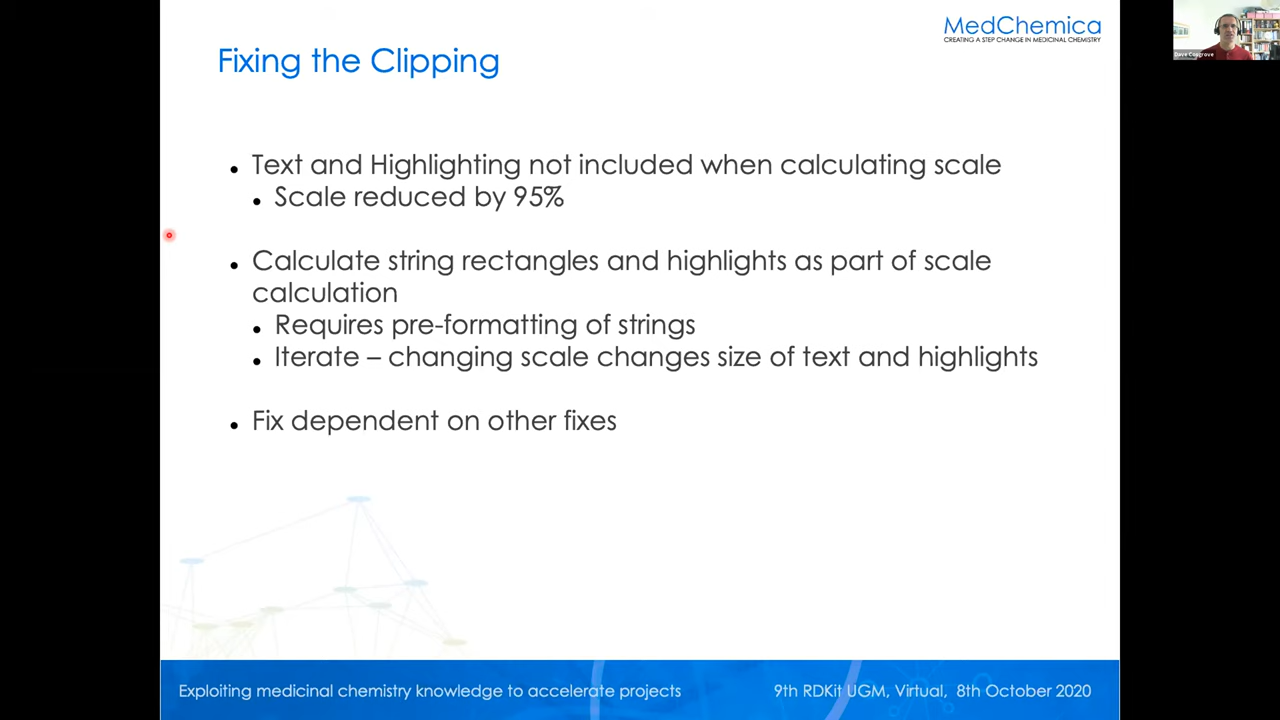 MedChemica
CREATING A STEP CHANGE IN MEDICINAL CHEMISTRY
Dave Cosgrove
Fixing the Clipping
Text and Highlighting not included when calculating scale
Scale reduced by 95%
Calculate string rectangles and highlights as part of scale
calculation
Requires pre-formatting of strings
Iterate – changing scale changes size of text and highlights
Fix dependent on other fixes
Exploiting medicinal chemistry knowledge to accelerate projects
9th RDKit UGM, Virtual, 8th October 2020